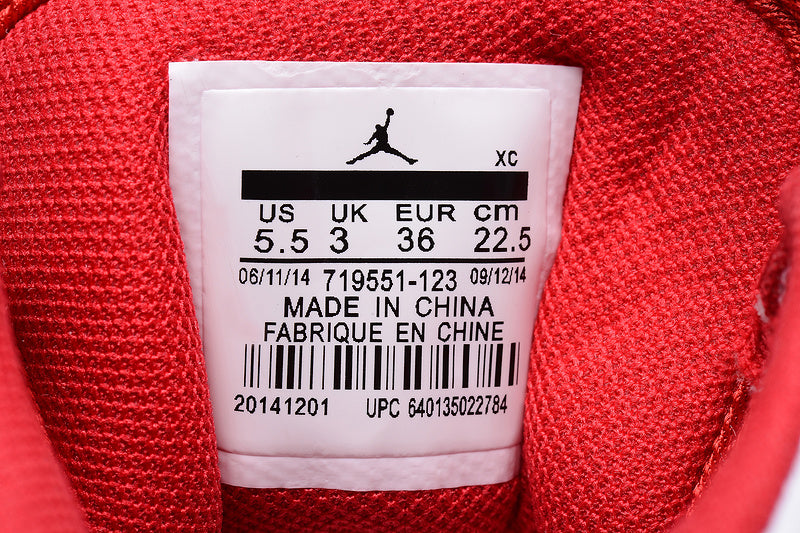 XC
US UK EUR cm
5.5 3 36 22.5
06/11/14 719551-123 09/12/14
MADE IN CHINA
FABRIQUE EN CHINE
20141201 UPC 640135022784